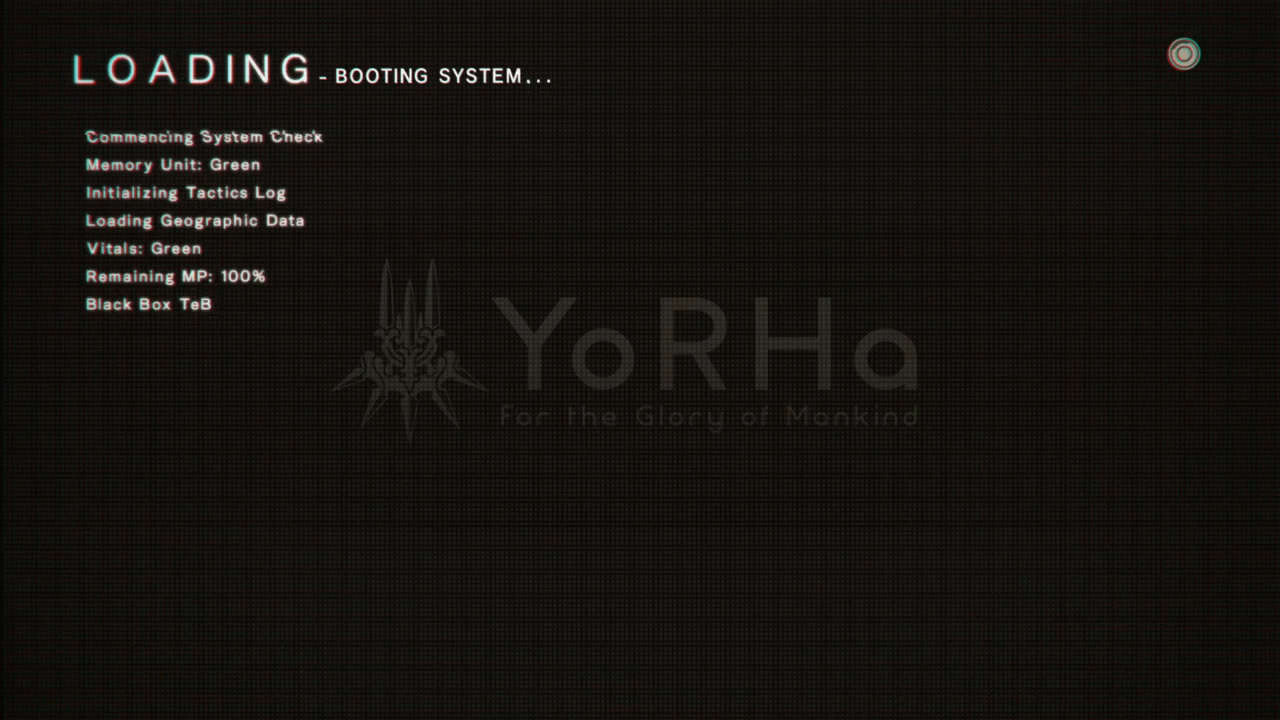 LOADING - BOOTING SYSTEM...
Commencing System Check
Memory Unit: Green
Initializing Tactics Log
Loading Geographic Data
Vitals: Green
Remaining MP: 100%
Black Box TeB
YoRHa
For the Glory of Mankind